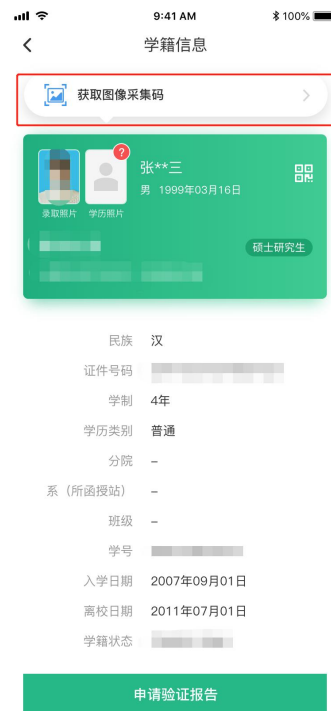 9:41 AM
100%
学籍信息
获取图像采集码
?
张**三
男 1999年03月16日
录取照片 学历照片
硕士研究生
民族 汉
证件号码
学制 4年
学历类别 普通
分院 –
系（所函授站） –
班级 –
学号
入学日期 2007年09月01日
离校日期 2011年07月01日
学籍状态
申请验证报告